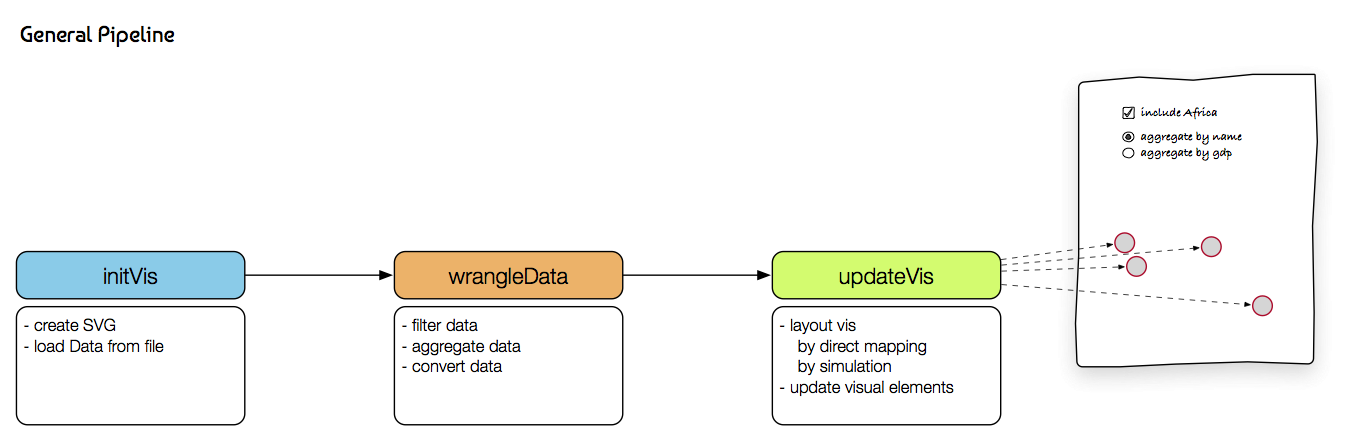 General Pipeline
include Africa
aggregate by name
aggregate by gdp
initVis
wrangleData
updateVis
- create SVG
- load Data from file
- filter data
- aggregate data
- convert data
- layout vis
by direct mapping
by simulation
- update visual elements